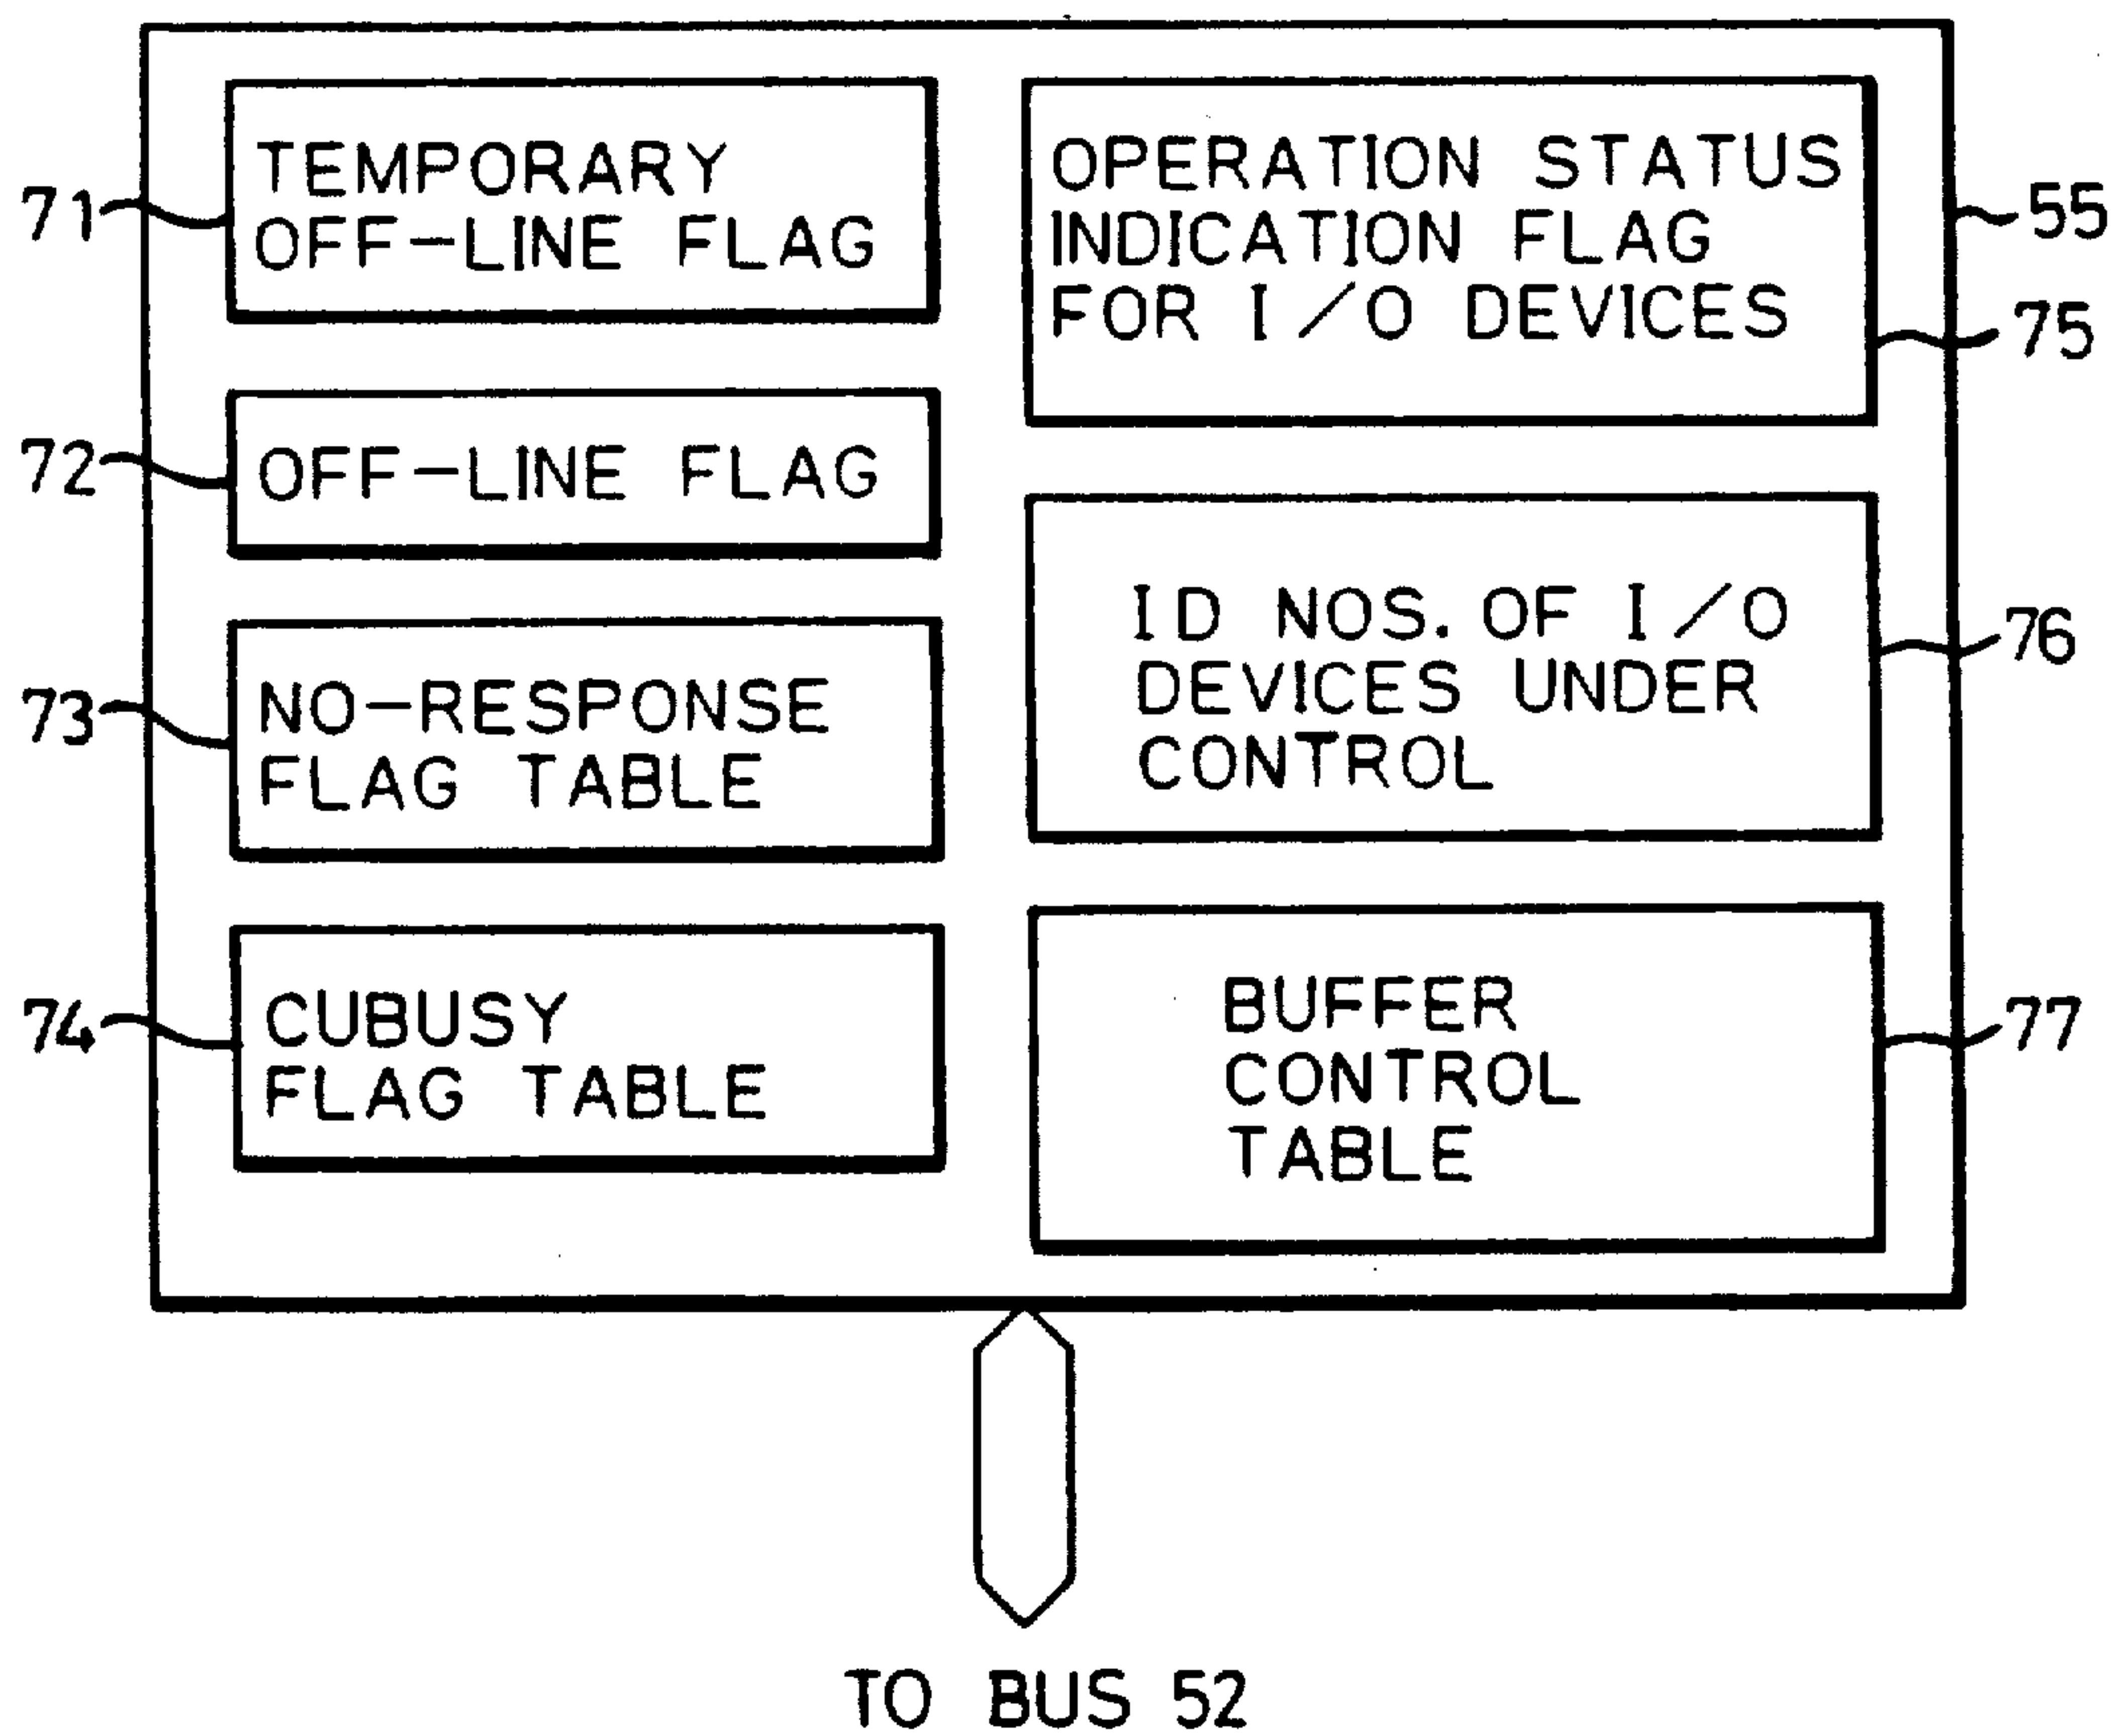 71
TEMPORARY
OFF-LINE FLAG
72
OFF-LINE FLAG
73
NO-RESPONSE
FLAG TABLE
74
CUBUSY
FLAG TABLE
OPERATION STATUS
INDICATION FLAG
FOR I/O DEVICES
55
75
ID NOS. OF I/O
DEVICES UNDER
CONTROL
76
BUFFER
CONTROL
TABLE
77
TO BUS 52